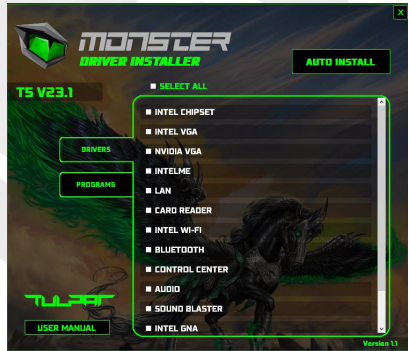 X
MONSTER
DRIVER INSTALLER
AUTO INSTALL
T5 V23.1
SELECT ALL
INTEL CHIPSET
INTEL VGA
DRIVERS
NVIDIA VGA
INTELME
PROGRAMS
LAN
CARD READER
INTEL WI-FI
BLUETOOTH
CONTROL CENTER
AUDIO
TULPAR
SOUND BLASTER
USER MANUAL
INTEL GNA
Version 1.1